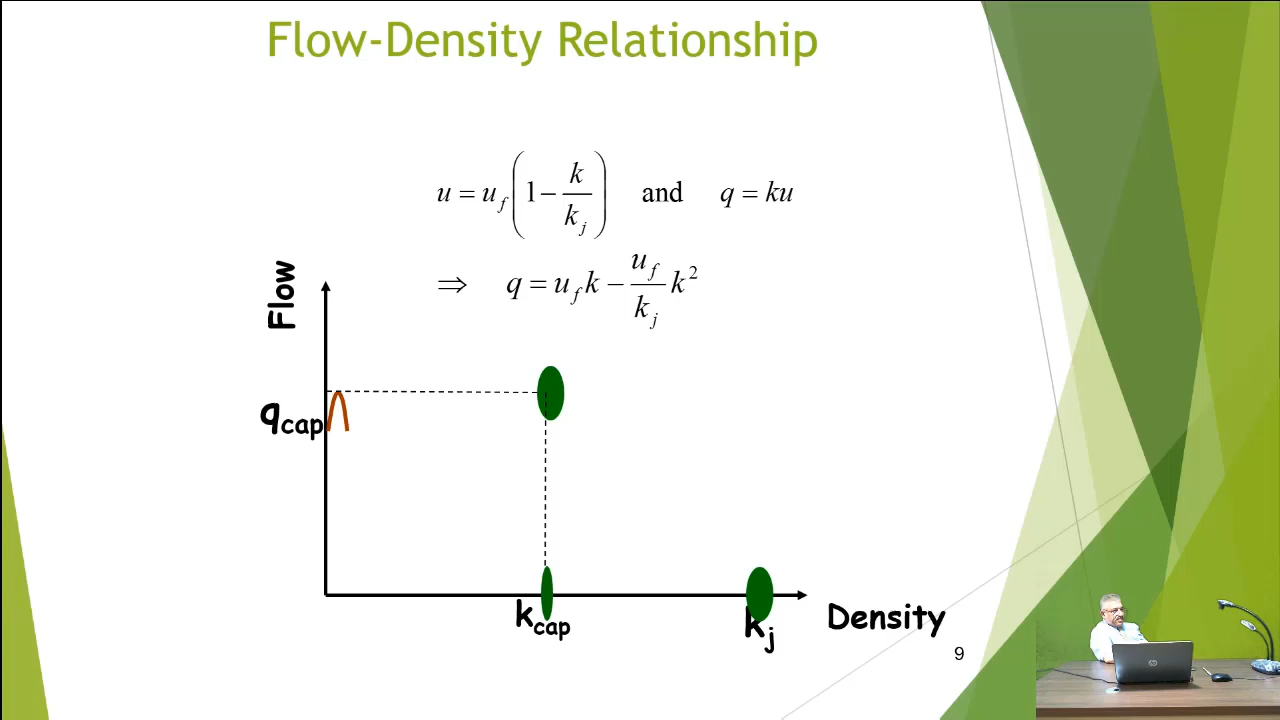 Flow-Density Relationship
u = u_f (1 − k/k_j) and q = ku
⇒ q = u_f k − (u_f/k_j) k²
Flow
q_cap
k_cap
k_j
Density
9